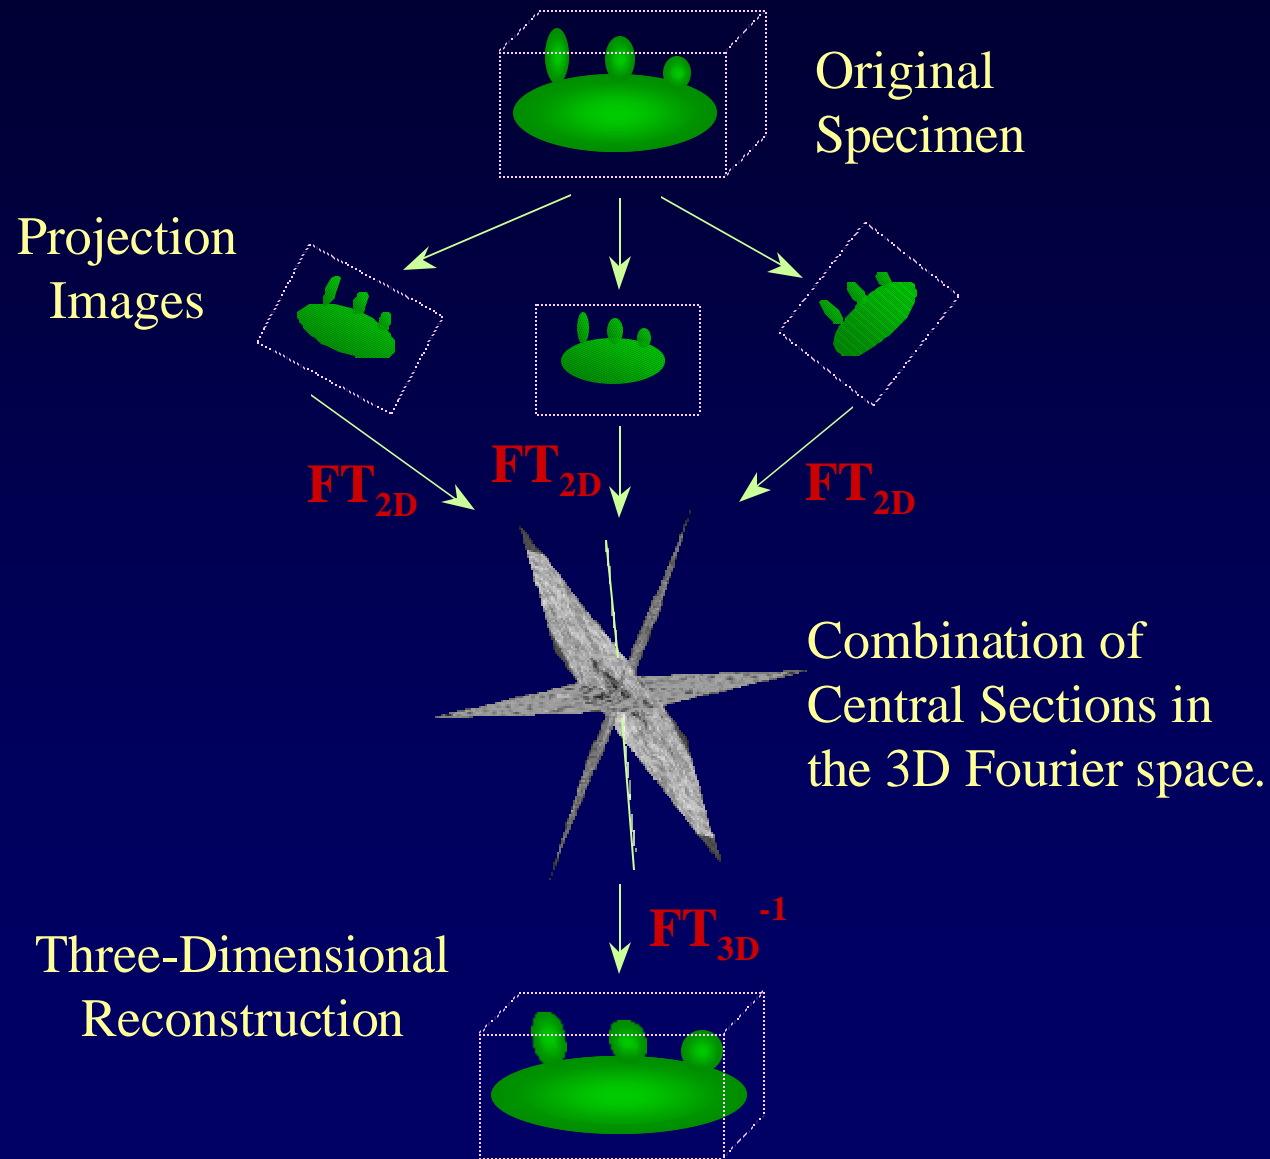 Original
Specimen
Projection
Images
FT2D
FT2D
FT2D
Combination of
Central Sections in
the 3D Fourier space.
FT3D-1
Three-Dimensional
Reconstruction